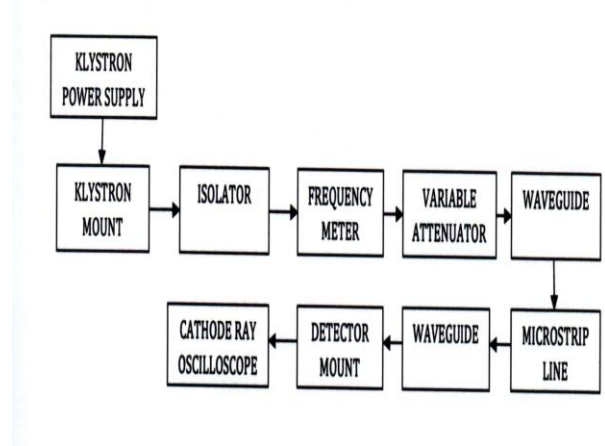 KLYSTRON
POWER SUPPLY
KLYSTRON
MOUNT
ISOLATOR
FREQUENCY
METER
VARIABLE
ATTENUATOR
WAVEGUIDE
CATHODE RAY
OSCILLOSCOPE
DETECTOR
MOUNT
WAVEGUIDE
MICROSTRIP
LINE